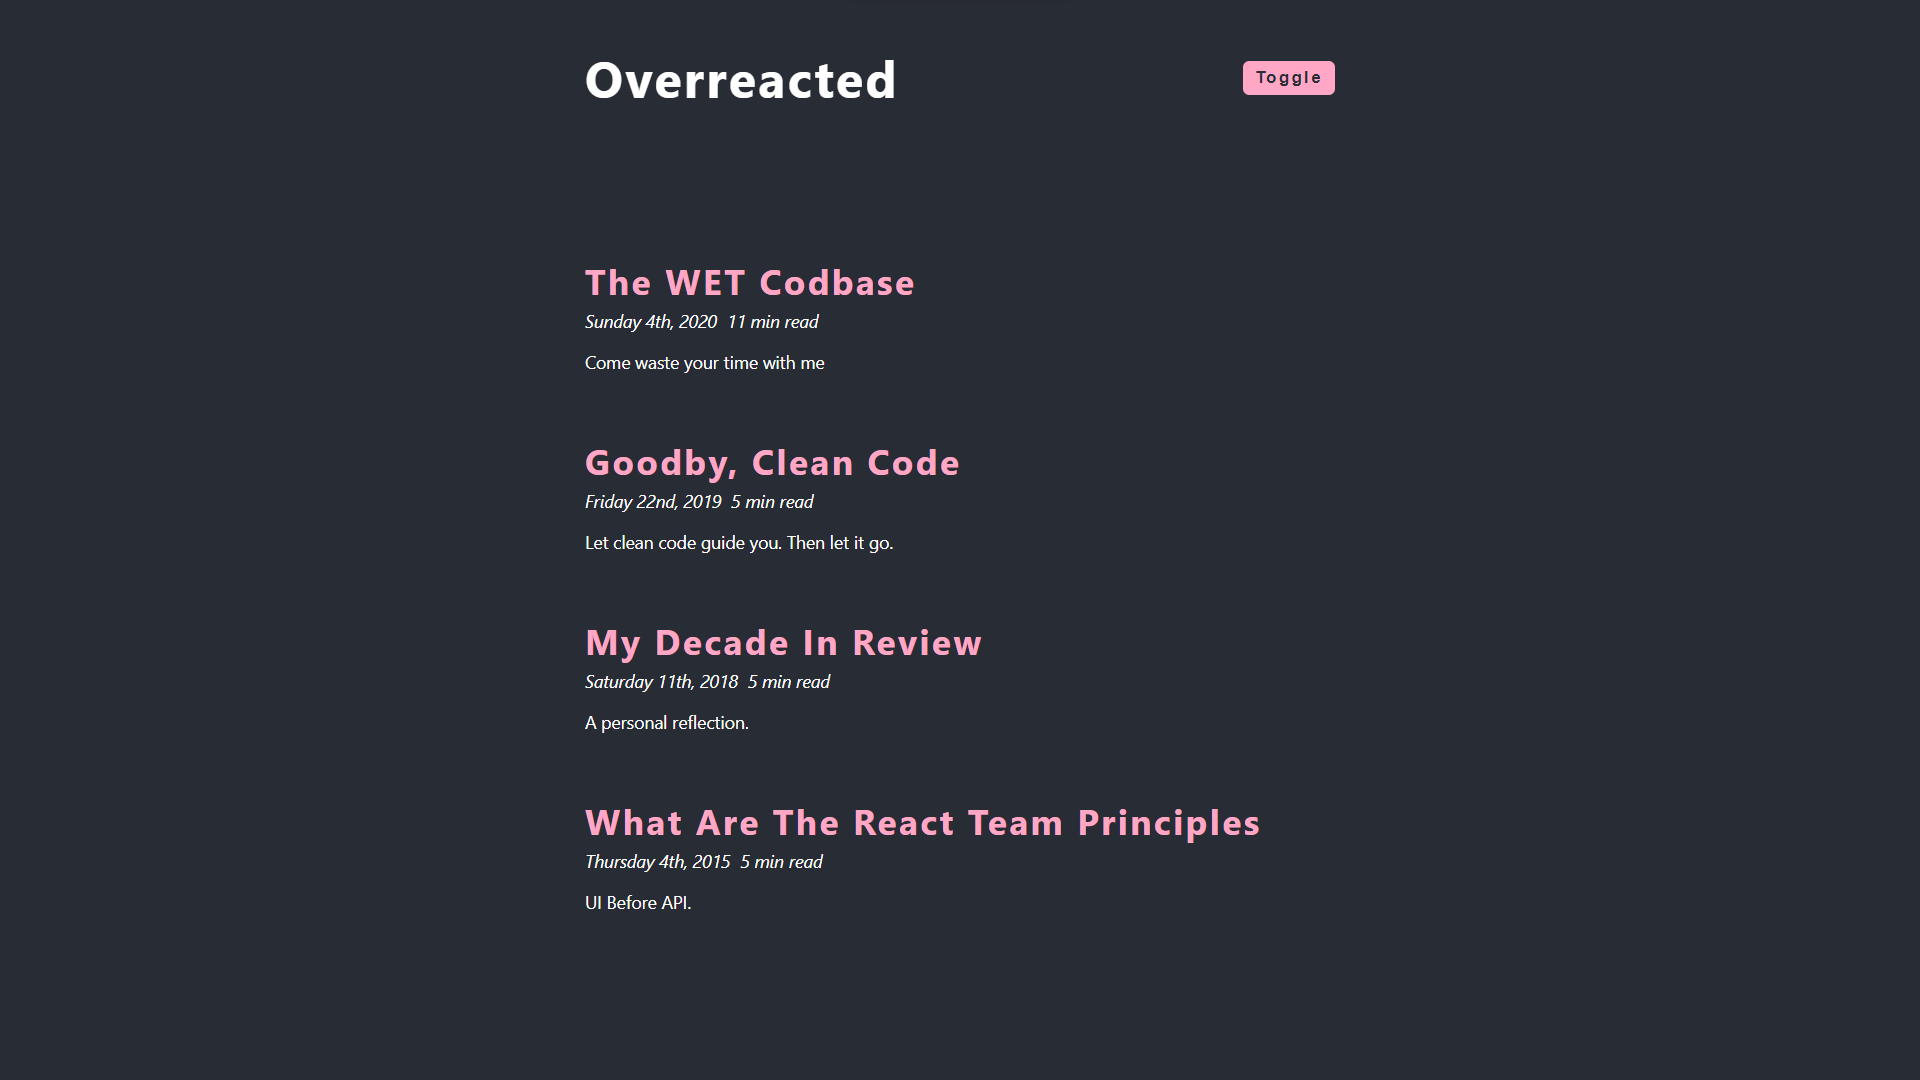 Overreacted
Toggle
The WET Codbase
Sunday 4th, 2020 11 min read
Come waste your time with me
Goodby, Clean Code
Friday 22nd, 2019 5 min read
Let clean code guide you. Then let it go.
My Decade In Review
Saturday 11th, 2018 5 min read
A personal reflection.
What Are The React Team Principles
Thursday 4th, 2015 5 min read
UI Before API.